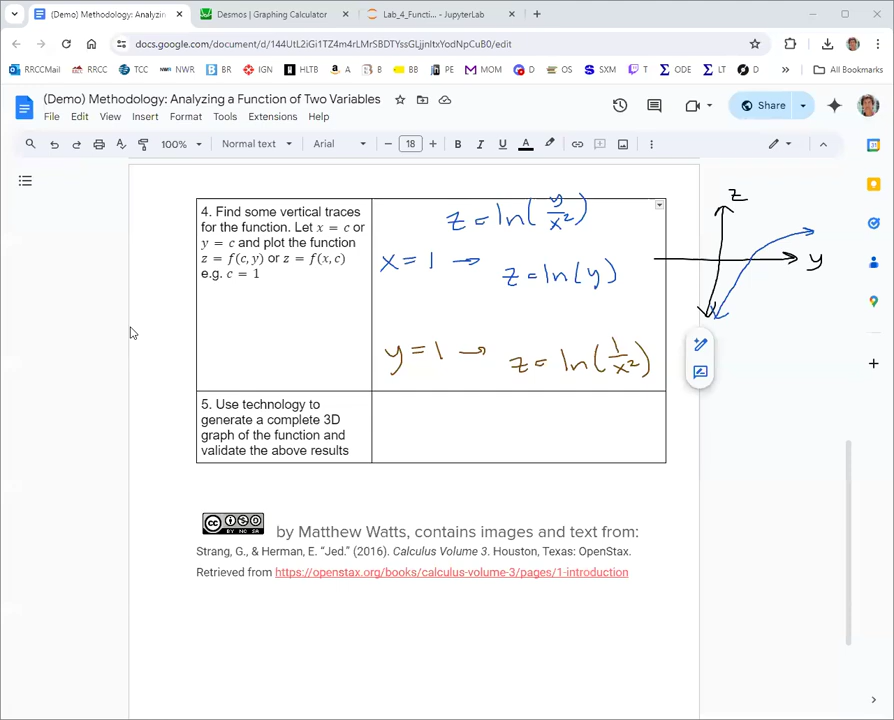 (Demo) Methodology: Analyzin
Desmos | Graphing Calculator
Lab_4_Functi... - JupyterLab
docs.google.com/document/d/144UtL2iGi1TZ4m4rLMrSBDTYssGLjjnItxYodNpCuB0/edit
RRCCMail RRCC TCC NWR BR IGN HLTB A B BB PE MOM D OS SXM T ODE LT D » All Bookmarks
(Demo) Methodology: Analyzing a Function of Two Variables
Share
File Edit View Insert Format Tools Extensions Help
100% Normal text Arial 18 B I U A
4. Find some vertical traces
for the function. Let x = c or
y = c and plot the function
z = f(c, y) or z = f(x, c)
e.g. c = 1
z = ln(y/x²)
x = 1 → z = ln(y)
y = 1 → z = ln(1/x²)
z
y
5. Use technology to
generate a complete 3D
graph of the function and
validate the above results
cc BY NC SA by Matthew Watts, contains images and text from:
Strang, G., & Herman, E. “Jed.” (2016). Calculus Volume 3. Houston, Texas: OpenStax.
Retrieved from https://openstax.org/books/calculus-volume-3/pages/1-introduction